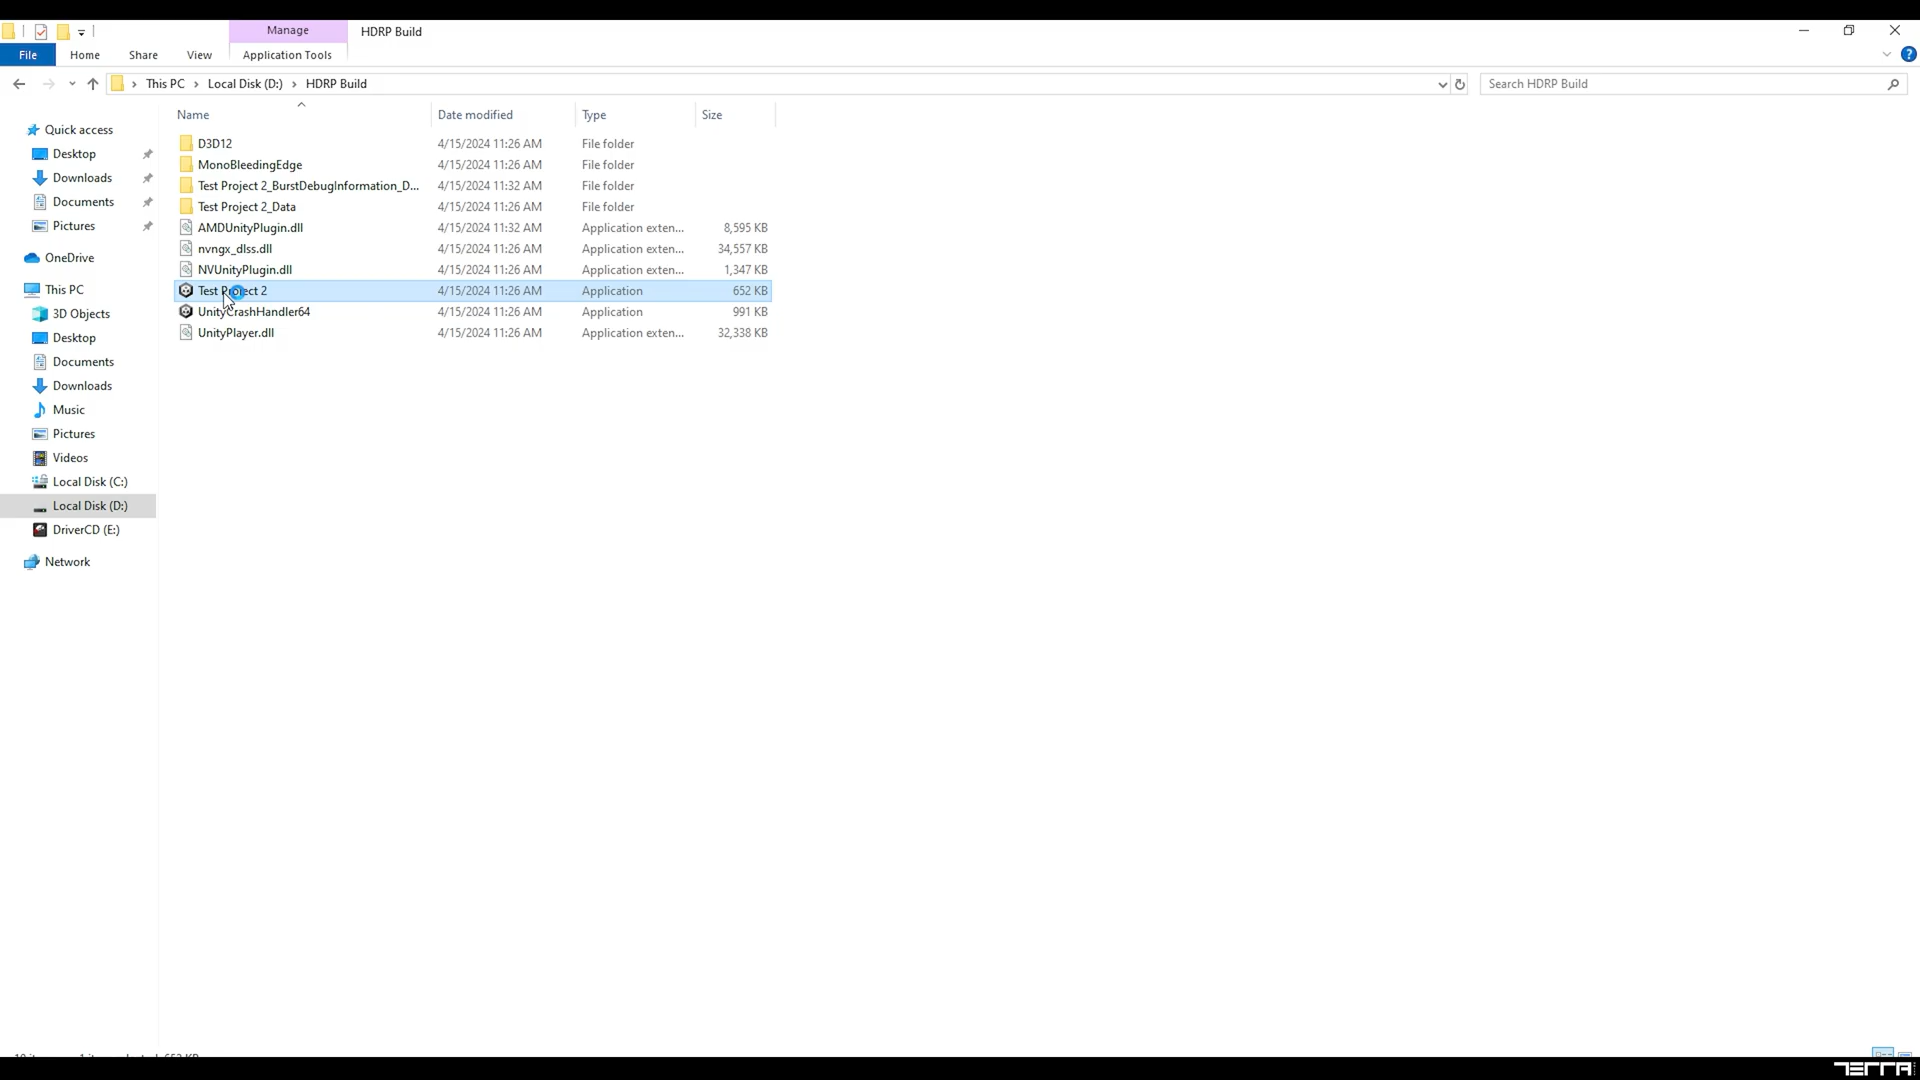 Manage
HDRP Build
File
Home
Share
View
Application Tools
This PC
Local Disk (D:)
HDRP Build
Search HDRP Build
Name
Date modified
Type
Size
Quick access
Desktop
Downloads
Documents
Pictures
OneDrive
This PC
3D Objects
Desktop
Documents
Downloads
Music
Pictures
Videos
Local Disk (C:)
Local Disk (D:)
DriverCD (E:)
Network
D3D12 4/15/2024 11:26 AM File folder
MonoBleedingEdge 4/15/2024 11:26 AM File folder
Test Project 2_BurstDebugInformation_D... 4/15/2024 11:32 AM File folder
Test Project 2_Data 4/15/2024 11:26 AM File folder
AMDUnityPlugin.dll 4/15/2024 11:32 AM Application exten... 8,595 KB
nvngx_dlss.dll 4/15/2024 11:26 AM Application exten... 34,557 KB
NVUnityPlugin.dll 4/15/2024 11:26 AM Application exten... 1,347 KB
Test Project 2 4/15/2024 11:26 AM Application 652 KB
UnityCrashHandler64 4/15/2024 11:26 AM Application 991 KB
UnityPlayer.dll 4/15/2024 11:26 AM Application exten... 32,338 KB
TERRA